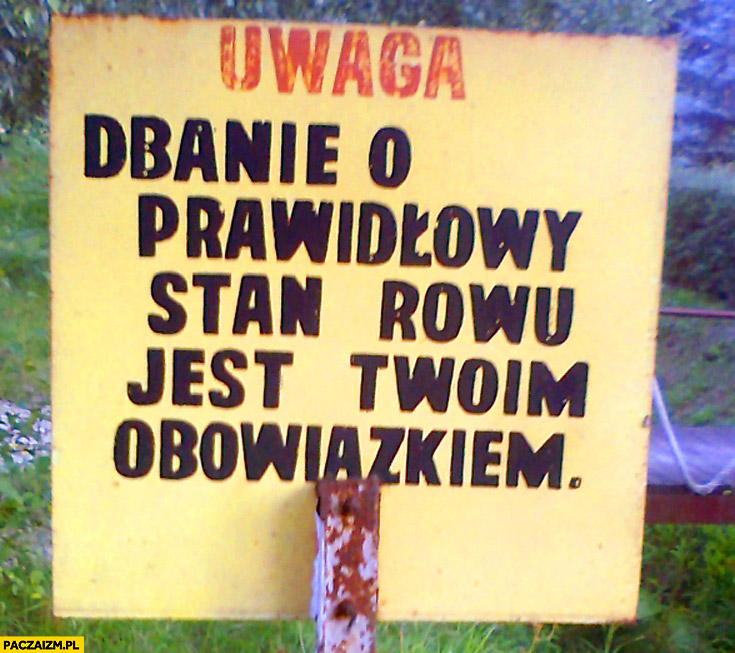 UWAGA
DBANIE O
PRAWIDŁOWY
STAN ROWU
JEST TWOIM
OBOWIAZKIEM.
PACZAIZM.PL